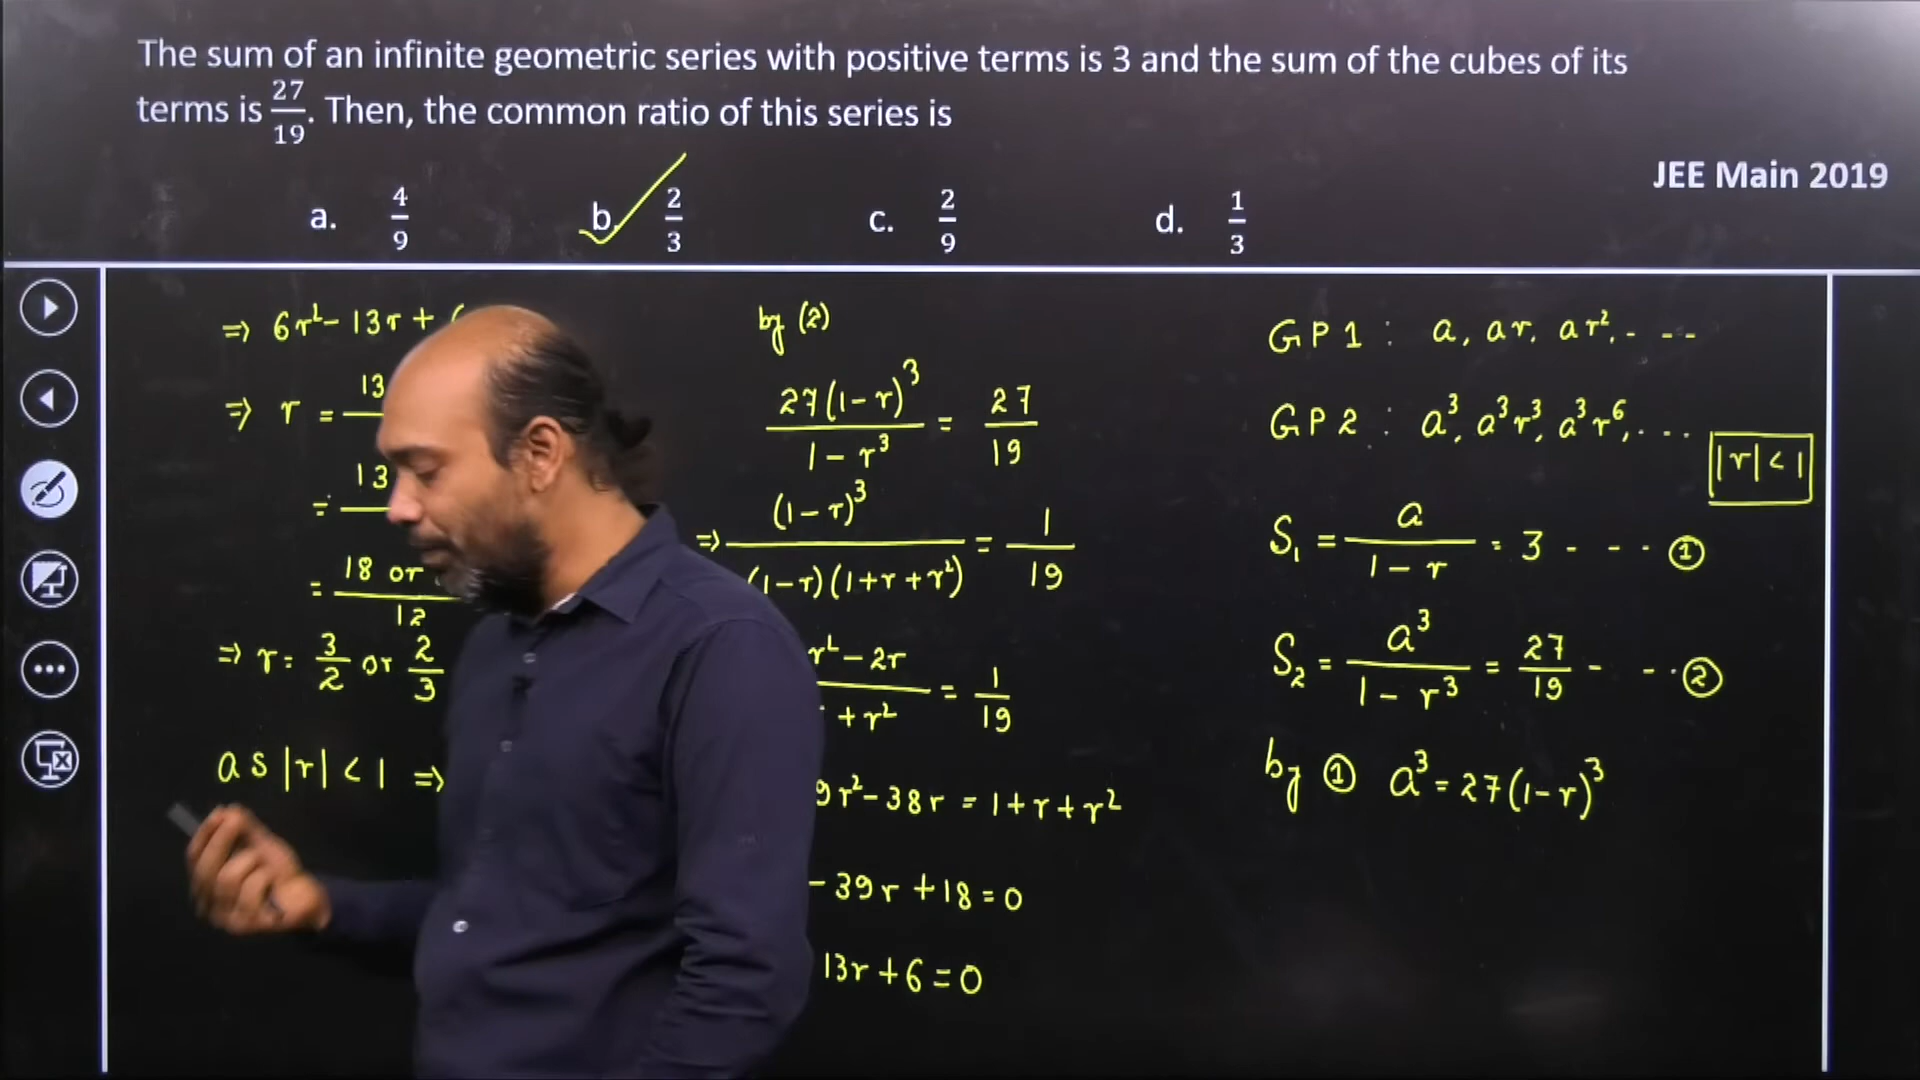 The sum of an infinite geometric series with positive terms is 3 and the sum of the cubes of its
terms is 27/19. Then, the common ratio of this series is
JEE Main 2019
a. 4/9 b. 2/3 c. 2/9 d. 1/3
⇒ 6r² - 13r +
⇒ r = 13
= 13
= 18 or
12
⇒ r = 3/2 or 2/3
as |r| < 1 ⇒
by (2)
27(1-r)³/1-r³ = 27/19
⇒ (1-r)³/(1-r)(1+r+r²) = 1/19
r² - 2r
+ r² = 1/19
9r² - 38r = 1+r+r²
- 39r + 18 = 0
13r + 6 = 0
GP1 : a, ar, ar², . - -
GP2 : a³, a³r³, a³r⁶, . . .
|r| < 1
S₁ = a/1-r = 3 - - - ①
S₂ = a³/1-r³ = 27/19 - - - ②
by ① a³ = 27(1-r)³